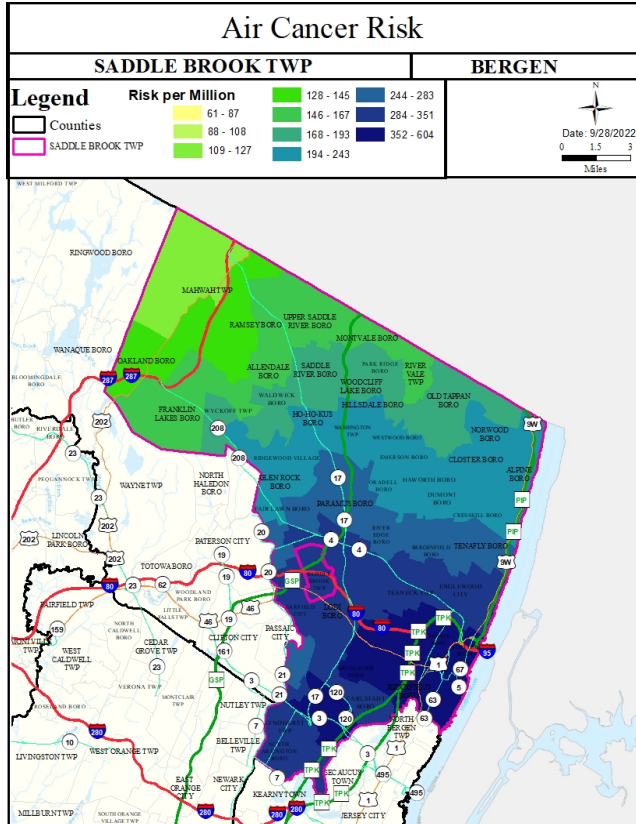 Air Cancer Risk
SADDLE BROOK TWP
BERGEN
Legend
Counties
SADDLE BROOK TWP
Risk per Million
61 - 87
88 - 108
109 - 127
128 - 145
146 - 167
168 - 193
194 - 243
244 - 283
284 - 351
352 - 604
N
Date: 9/28/2022
0 1.5 3
Miles
WEST MILFORD TWP
RINGWOOD BORO
MAHWAH TWP
UPPER SADDLE
RIVER BORO
RAMSEY BORO
MONTVALE BORO
WANAQUE BORO
OAKLAND BORO
PARK RIDGE
BORO
RIVER
VALE
TWP
ALLENDALE
BORO
SADDLE
RIVER BORO
WOODCLIFF
LAKE BORO
BLOOMINGDALE
BORO
287
287
WALDWICK
BORO
HILLSDALE BORO
OLD TAPPAN
BORO
FRANKLIN
LAKES BORO
WYCKOFF TWP
HO-HO-KUS
BORO
202
RIVERDALE
BORO
208
WASHINGTON
TWP
WESTWOOD BORO
NORWOOD
BORO
9W
23
208
RIDGEWOOD VILLAGE
EMERSON BORO
CLOSTER BORO
PEQUANNOCK TWP
WAYNE TWP
NORTH
HALEDON
BORO
GLEN ROCK
BORO
17
ORADELL
BORO
HAWORTH BORO
ALPINE
BORO
23
PARAMUS BORO
DUMONT
BORO
PIP
202
FAIR LAWN BORO
17
CRESSKILL BORO
LINCOLN
PARK BORO
202
20
4
RIVER
EDGE
BORO
PIP
PATERSON CITY
19
4
BERGENFIELD
BORO
TENAFLY BORO
202
TOTOWA BORO
19
20
80
9W
80
23
62
GSP
ENGLEWOOD
CITY
FAIRFIELD TWP
WOODLAND
PARK BORO
TEANECK TWP
LITTLE
FALLS TWP
46
46
19
GARFIELD
CITY
LODI
BORO
80
80
TPK
159
NORTH
CALDWELL
BORO
CLIFTON CITY
PASSAIC
CITY
TPK
TPK
95
WEST
CALDWELL
TWP
CEDAR
GROVE TWP
161
1
67
23
GSP
21
TPK
5
VERONA TWP
3
21
17
120
63
ROSELAND BORO
MONTCLAIR
TWP
NUTLEY TWP
3
120
NORTH
BERGEN
TWP
63
280
7
10
BELLEVILLE
TWP
TPK
3
1
LIVINGSTON TWP
WEST ORANGE TWP
7
TPK
SECAUCUS
TOWN
495
EAST
ORANGE
CITY
NEWARK
CITY
KEARNY TOWN
TPK
TPK
1
495
MILLBURN TWP
SOUTH ORANGE
VILLAGE TWP
280
280
280
JERSEY CITY